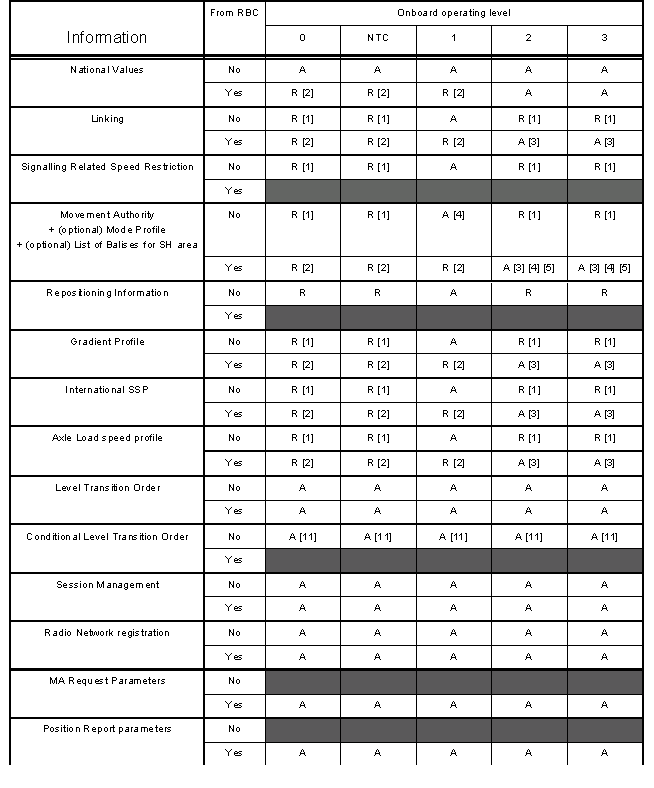 Information From RBC Onboard operating level
0 NTC 1 2 3
National Values No A A A A A
Yes R [2] R [2] R [2] A A
Linking No R [1] R [1] A R [1] R [1]
Yes R [2] R [2] R [2] A [3] A [3]
Signalling Related Speed Restriction No R [1] R [1] A R [1] R [1]
Yes
Movement Authority No R [1] R [1] A [4] R [1] R [1]
+ (optional) Mode Profile
+ (optional) List of Balises for SH area
Yes R [2] R [2] R [2] A [3] [4] [5] A [3] [4] [5]
Repositioning Information No R R A R R
Yes
Gradient Profile No R [1] R [1] A R [1] R [1]
Yes R [2] R [2] R [2] A [3] A [3]
International SSP No R [1] R [1] A R [1] R [1]
Yes R [2] R [2] R [2] A [3] A [3]
Axle Load speed profile No R [1] R [1] A R [1] R [1]
Yes R [2] R [2] R [2] A [3] A [3]
Level Transition Order No A A A A A
Yes A A A A A
Conditional Level Transition Order No A [11] A [11] A [11] A [11] A [11]
Yes
Session Management No A A A A A
Yes A A A A A
Radio Network registration No A A A A A
Yes A A A A A
MA Request Parameters No
Yes A A A A A
Position Report parameters No
Yes A A A A A